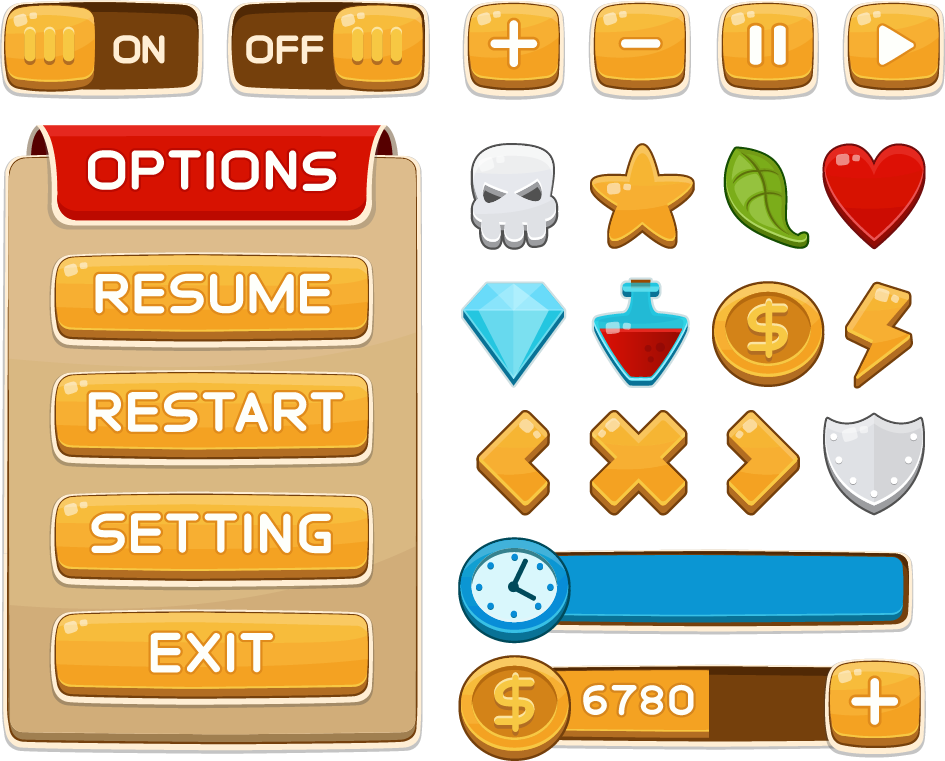 ON
OFF
OPTIONS
RESUME
RESTART
SETTING
EXIT
$
$ 6780